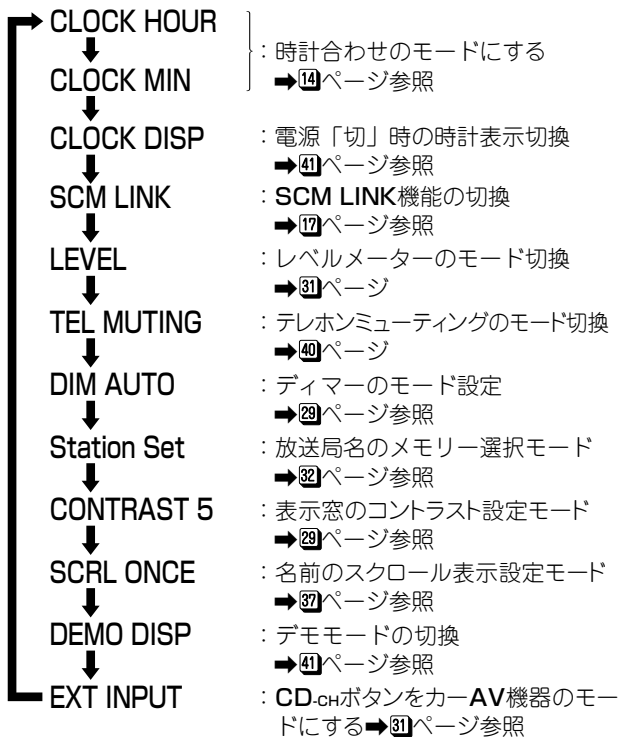 CLOCK HOUR
：時計合わせのモードにする
CLOCK MIN
➡14ページ参照
CLOCK DISP ：電源「切」時の時計表示切換
➡41ページ参照
SCM LINK ：SCM LINK機能の切換
➡17ページ参照
LEVEL ：レベルメーターのモード切換
➡31ページ
TEL MUTING ：テレホンミューティングのモード切換
➡40ページ
DIM AUTO ：ディマーのモード設定
➡29ページ参照
Station Set ：放送局名のメモリー選択モード
➡32ページ参照
CONTRAST 5 ：表示窓のコントラスト設定モード
➡29ページ参照
SCRL ONCE ：名前のスクロール表示設定モード
➡37ページ参照
DEMO DISP ：デモモードの切換
➡41ページ参照
EXT INPUT ：CD-CHボタンをカーAV機器のモー
ドにする➡31ページ参照